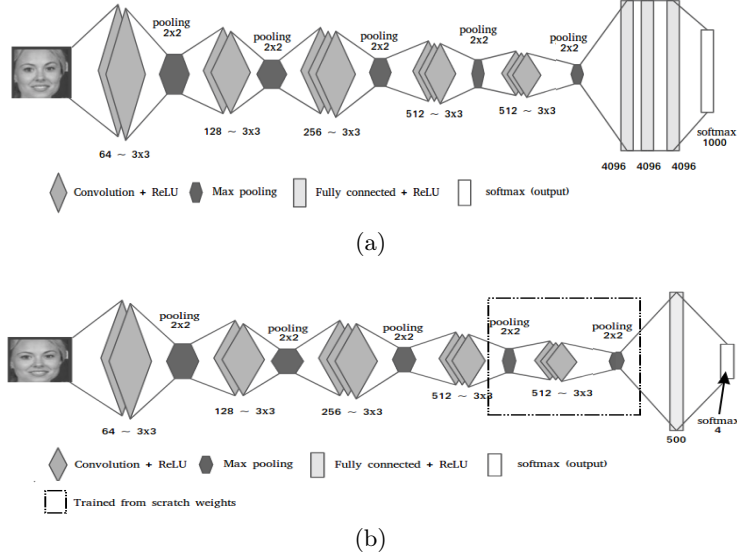 pooling
2x2
pooling
2x2
pooling
2x2
pooling
2x2
pooling
2x2
64 ~ 3x3
128 ~ 3x3
256 ~ 3x3
512 ~ 3x3
512 ~ 3x3
4096 4096 4096
softmax
1000
Convolution + ReLU
Max pooling
Fully connected + ReLU
softmax (output)
(a)
pooling
2x2
pooling
2x2
pooling
2x2
pooling
2x2
pooling
2x2
64 ~ 3x3
128 ~ 3x3
256 ~ 3x3
512 ~ 3x3
512 ~ 3x3
500
softmax
4
Convolution + ReLU
Max pooling
Fully connected + ReLU
softmax (output)
Trained from scratch weights
(b)